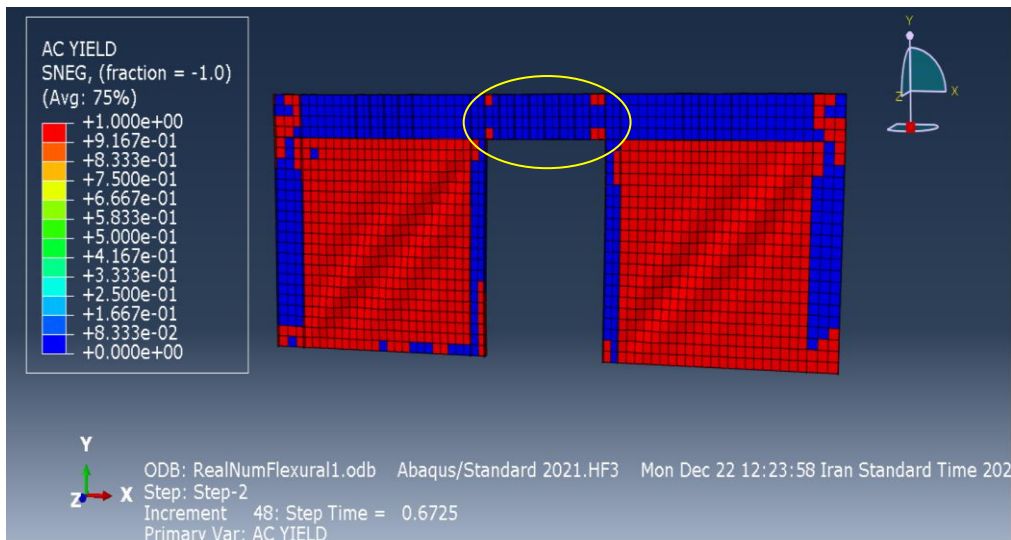 AC YIELD
SNEG, (fraction = -1.0)
(Avg: 75%)
+1.000e+00
+9.167e-01
+8.333e-01
+7.500e-01
+6.667e-01
+5.833e-01
+5.000e-01
+4.167e-01
+3.333e-01
+2.500e-01
+1.667e-01
+8.333e-02
+0.000e+00
Y
Z
X
Y
Z
X
ODB: RealNumFlexural1.odb Abaqus/Standard 2021.HF3 Mon Dec 22 12:23:58 Iran Standard Time 202
Step: Step-2
Increment 48: Step Time = 0.6725
Primary Var: AC YIELD